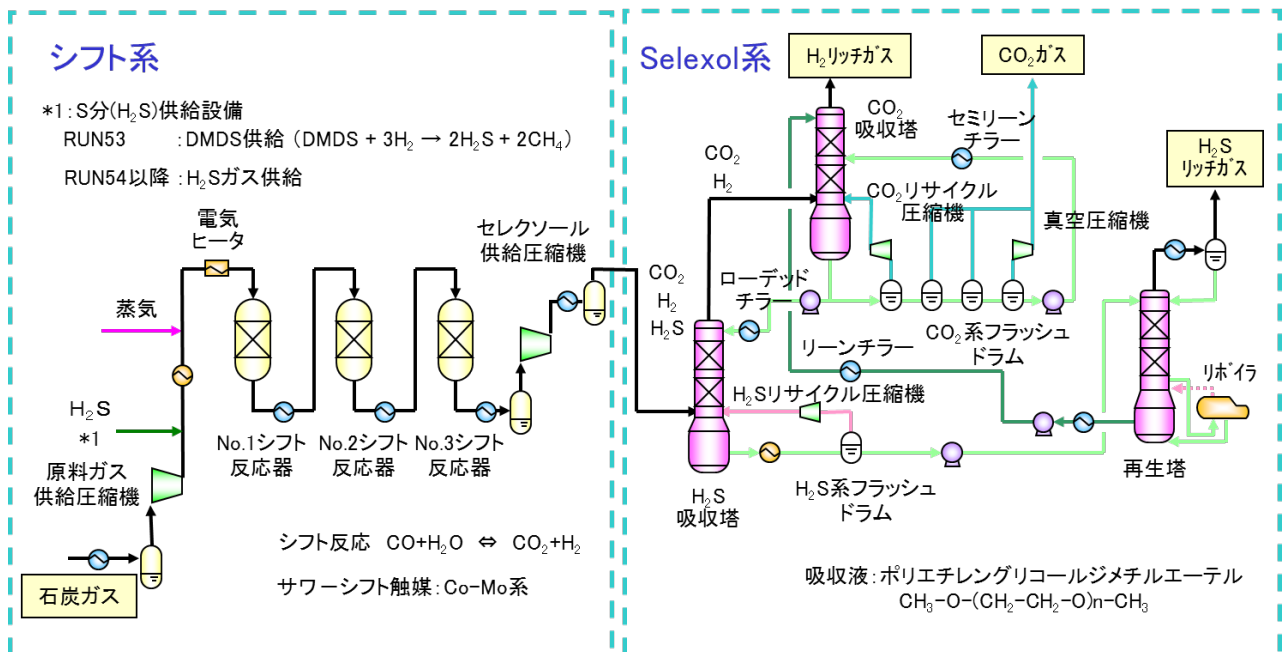 シフト系
*1：S分(H₂S)供給設備
RUN53　　：DMDS供給（DMDS + 3H₂ → 2H₂S + 2CH₄）
RUN54以降：H₂Sガス供給
電気
ヒータ
蒸気
H₂S
*1
原料ガス
供給圧縮機
石炭ガス
No.1シフト
反応器
No.2シフト
反応器
No.3シフト
反応器
セレクソール
供給圧縮機
シフト反応　CO+H₂O ⇔ CO₂+H₂
サワーシフト触媒：Co-Mo系
Selexol系
H₂リッチガス
CO₂ガス
H₂S
リッチガス
CO₂
吸収塔
セミリーン
チラー
CO₂
H₂
CO₂リサイクル
圧縮機
真空圧縮機
CO₂
H₂
H₂S
ローデッド
チラー
CO₂系フラッシュ
ドラム
リーンチラー
リボイラ
H₂Sリサイクル圧縮機
H₂S系フラッシュ
ドラム
H₂S
吸収塔
再生塔
吸収液：ポリエチレングリコールジメチルエーテル
CH₃-O-(CH₂-CH₂-O)n-CH₃